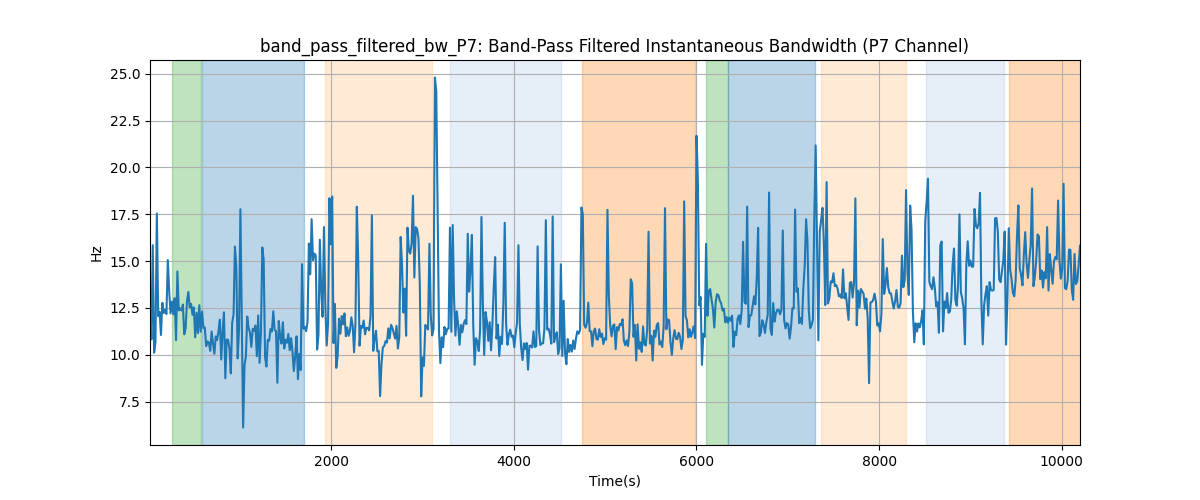 band_pass_filtered_bw_P7: Band-Pass Filtered Instantaneous Bandwidth (P7 Channel)
25.0
22.5
20.0
17.5
15.0
12.5
10.0
7.5
Hz
2000 4000 6000 8000 10000
Time(s)